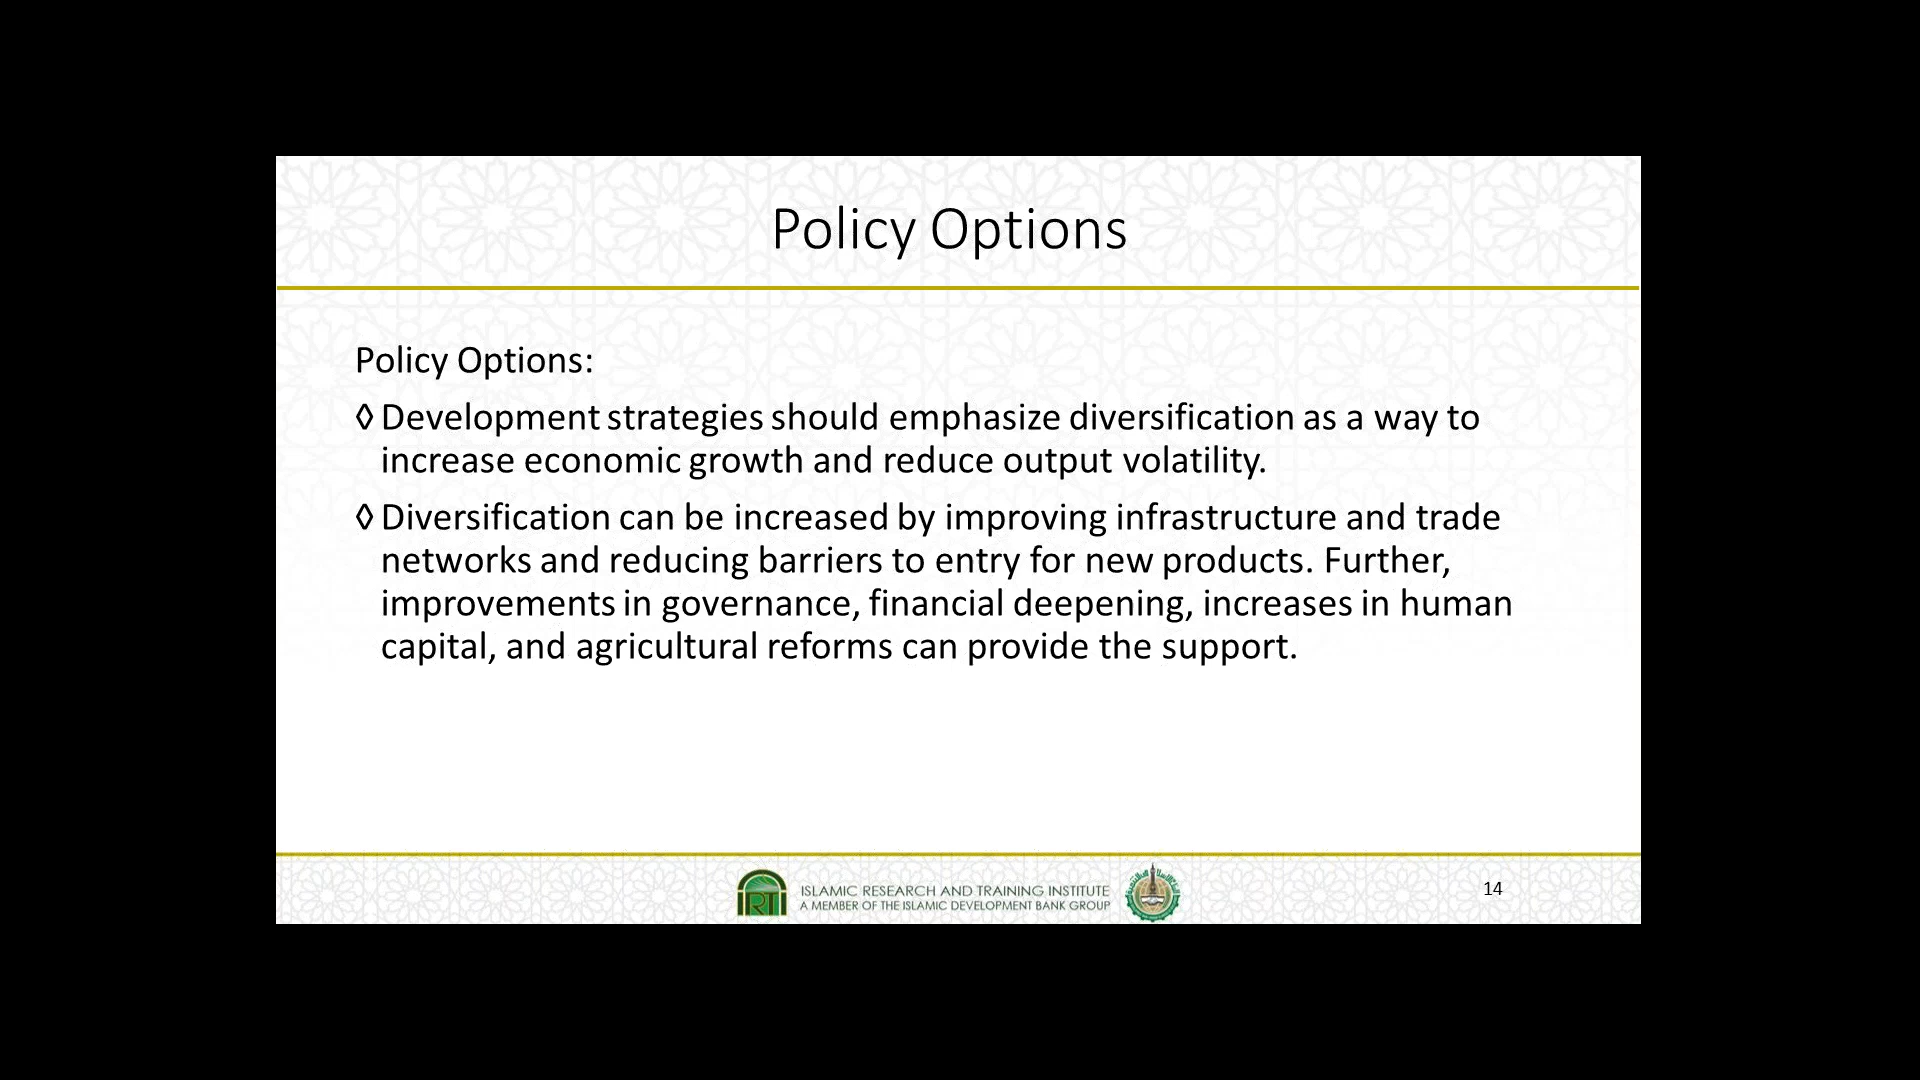 Policy Options
Policy Options:
◊ Development strategies should emphasize diversification as a way to
increase economic growth and reduce output volatility.
◊ Diversification can be increased by improving infrastructure and trade
networks and reducing barriers to entry for new products. Further,
improvements in governance, financial deepening, increases in human
capital, and agricultural reforms can provide the support.
IRTI
ISLAMIC RESEARCH AND TRAINING INSTITUTE
A MEMBER OF THE ISLAMIC DEVELOPMENT BANK GROUP
14